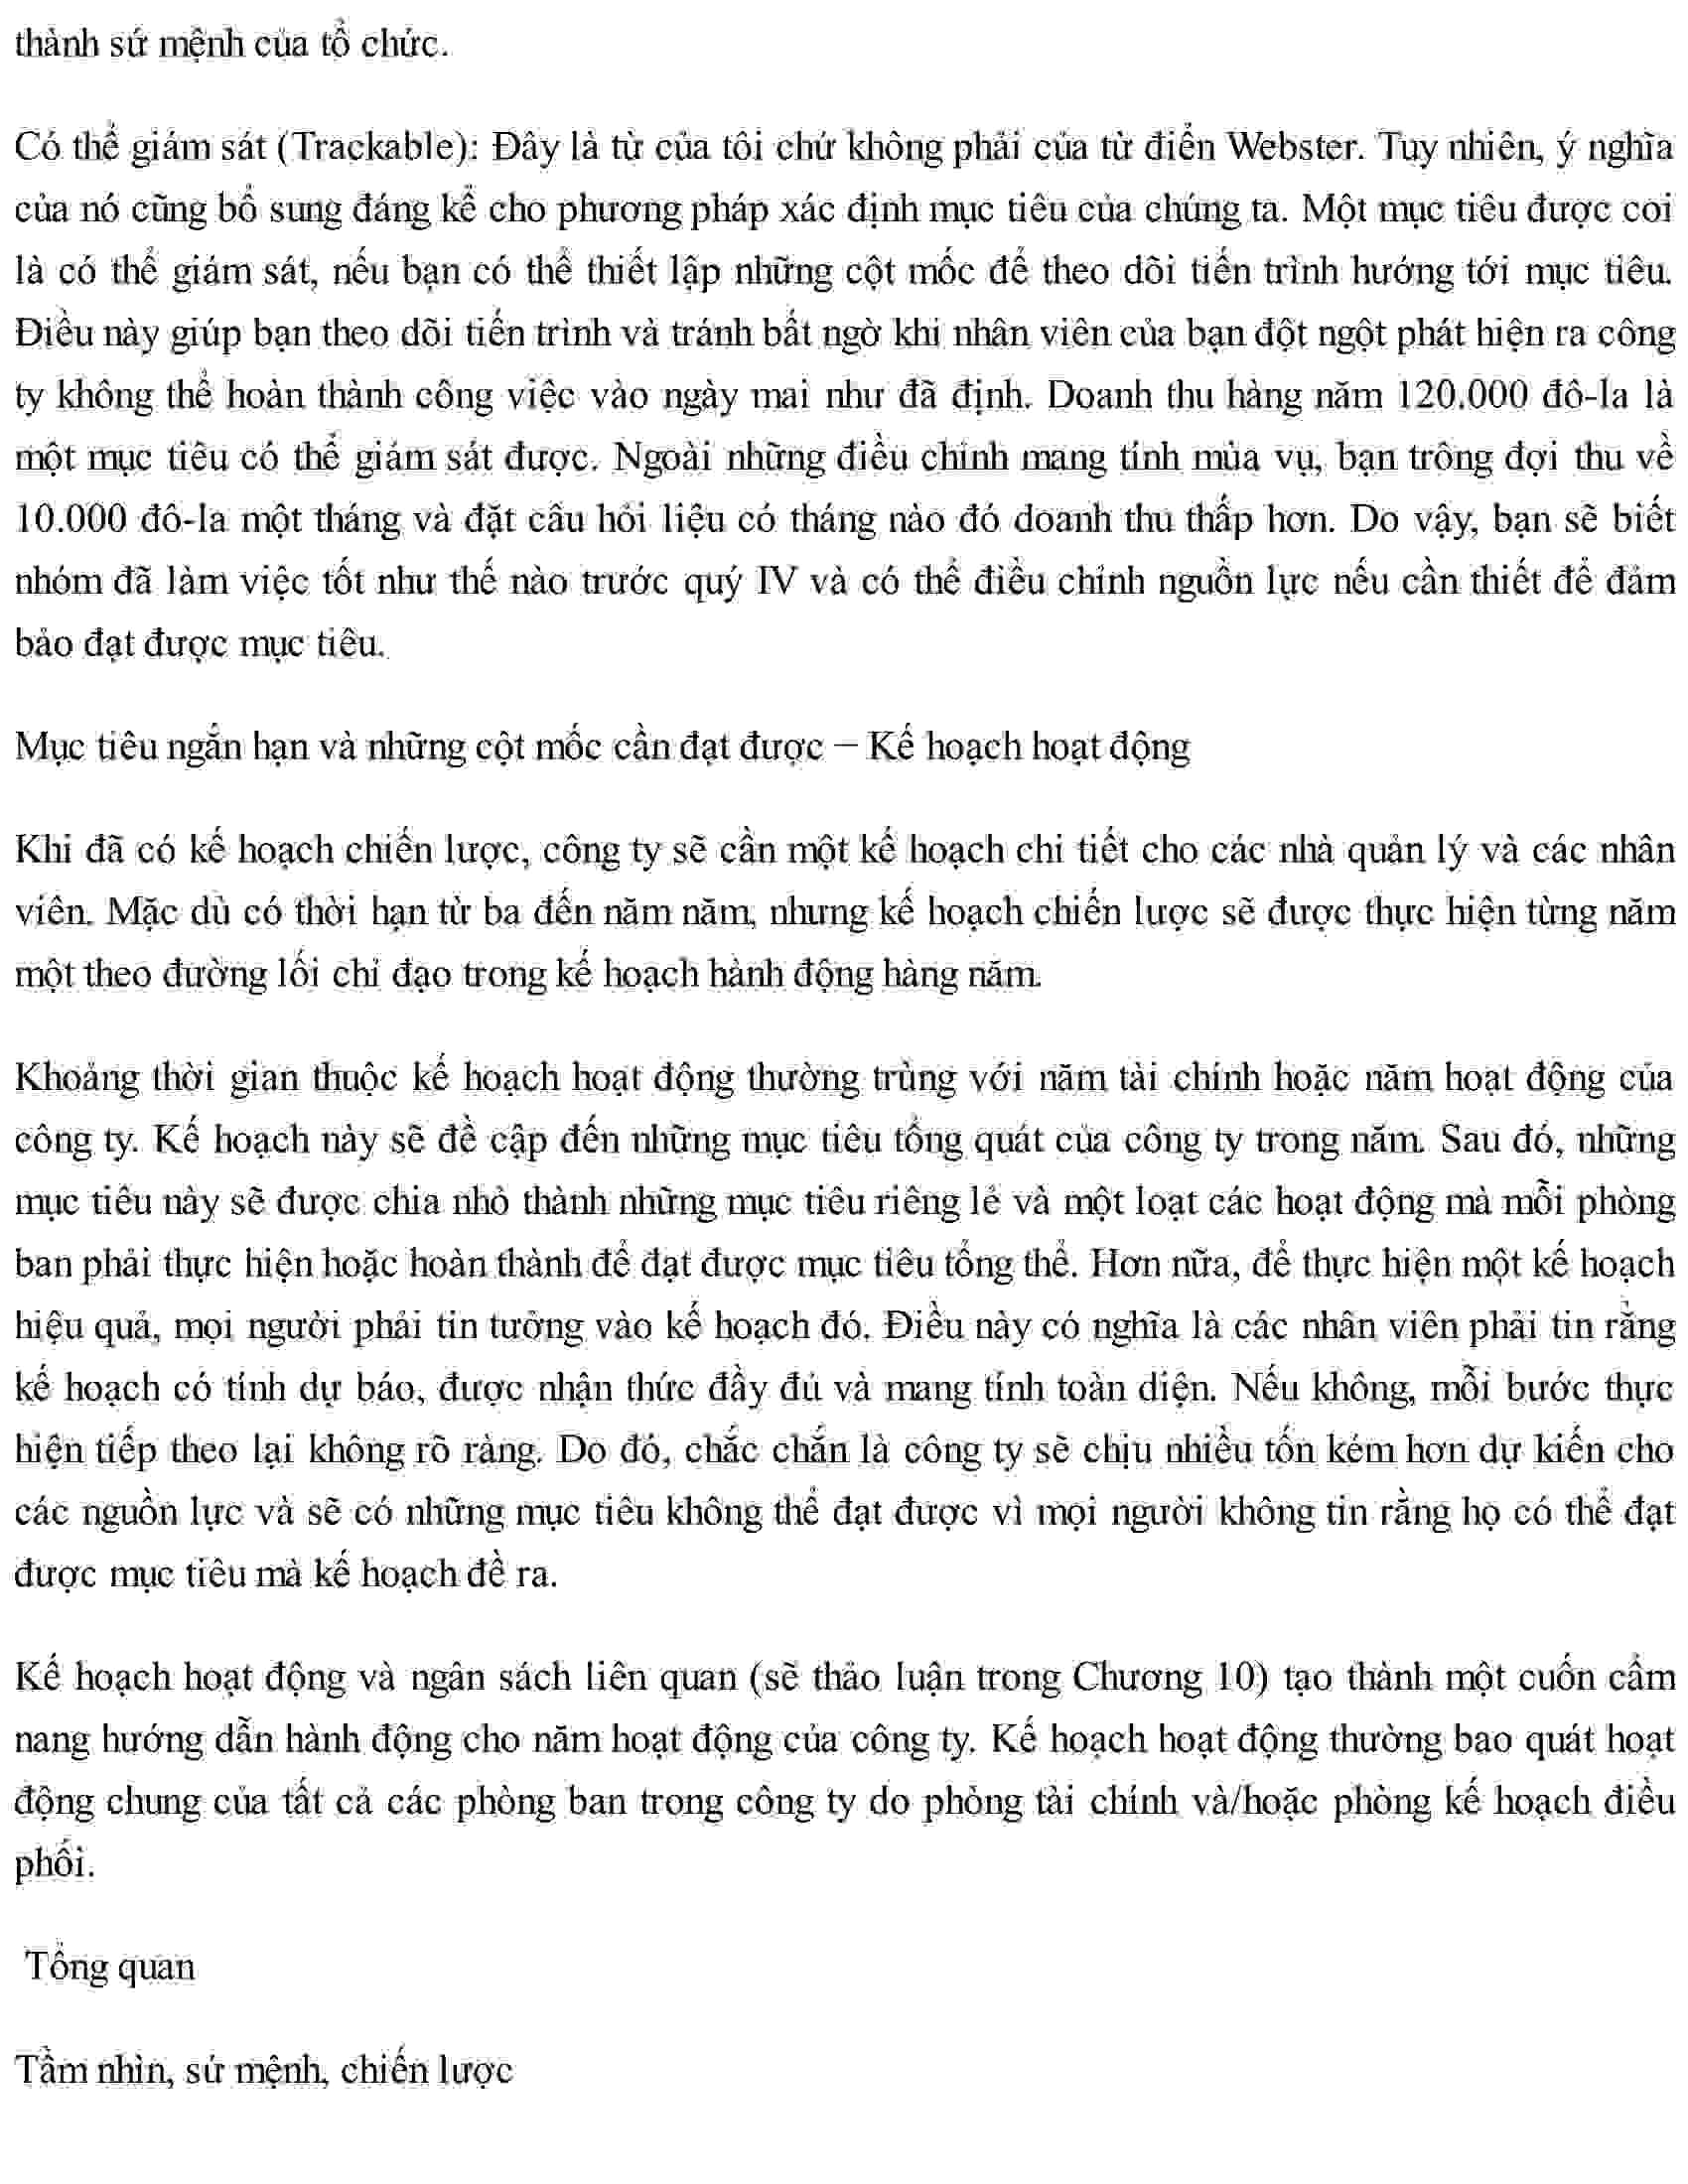 thành sứ mệnh của tổ chức.
Có thể giám sát (Trackable): Đây là từ của tôi chứ không phải của từ điển Webster. Tuy nhiên, ý nghĩa
của nó cũng bổ sung đáng kể cho phương pháp xác định mục tiêu của chúng ta. Một mục tiêu được coi
là có thể giám sát, nếu bạn có thể thiết lập những cột mốc để theo dõi tiến trình hướng tới mục tiêu.
Điều này giúp bạn theo dõi tiến trình và tránh bất ngờ khi nhân viên của bạn đột ngột phát hiện ra công
ty không thể hoàn thành công việc vào ngày mai như đã định. Doanh thu hàng năm 120.000 đô-la là
một mục tiêu có thể giám sát được. Ngoài những điều chỉnh mang tính mùa vụ, bạn trông đợi thu về
10.000 đô-la một tháng và đặt câu hỏi liệu có tháng nào đó doanh thu thấp hơn. Do vậy, bạn sẽ biết
nhóm đã làm việc tốt như thế nào trước quý IV và có thể điều chỉnh nguồn lực nếu cần thiết để đảm
bảo đạt được mục tiêu.
Mục tiêu ngắn hạn và những cột mốc cần đạt được – Kế hoạch hoạt động
Khi đã có kế hoạch chiến lược, công ty sẽ cần một kế hoạch chi tiết cho các nhà quản lý và các nhân
viên. Mặc dù có thời hạn từ ba đến năm năm, nhưng kế hoạch chiến lược sẽ được thực hiện từng năm
một theo đường lối chỉ đạo trong kế hoạch hành động hàng năm.
Khoảng thời gian thuộc kế hoạch hoạt động thường trùng với năm tài chính hoặc năm hoạt động của
công ty. Kế hoạch này sẽ đề cập đến những mục tiêu tổng quát của công ty trong năm. Sau đó, những
mục tiêu này sẽ được chia nhỏ thành những mục tiêu riêng lẻ và một loạt các hoạt động mà mỗi phòng
ban phải thực hiện hoặc hoàn thành để đạt được mục tiêu tổng thể. Hơn nữa, để thực hiện một kế hoạch
hiệu quả, mọi người phải tin tưởng vào kế hoạch đó. Điều này có nghĩa là các nhân viên phải tin rằng
kế hoạch có tính dự báo, được nhận thức đầy đủ và mang tính toàn diện. Nếu không, mỗi bước thực
hiện tiếp theo lại không rõ ràng. Do đó, chắc chắn là công ty sẽ chịu nhiều tốn kém hơn dự kiến cho
các nguồn lực và sẽ có những mục tiêu không thể đạt được vì mọi người không tin rằng họ có thể đạt
được mục tiêu mà kế hoạch đề ra.
Kế hoạch hoạt động và ngân sách liên quan (sẽ thảo luận trong Chương 10) tạo thành một cuốn cẩm
nang hướng dẫn hành động cho năm hoạt động của công ty. Kế hoạch hoạt động thường bao quát hoạt
động chung của tất cả các phòng ban trong công ty do phòng tài chính và/hoặc phòng kế hoạch điều
phối.
Tổng quan
Tầm nhìn, sứ mệnh, chiến lược